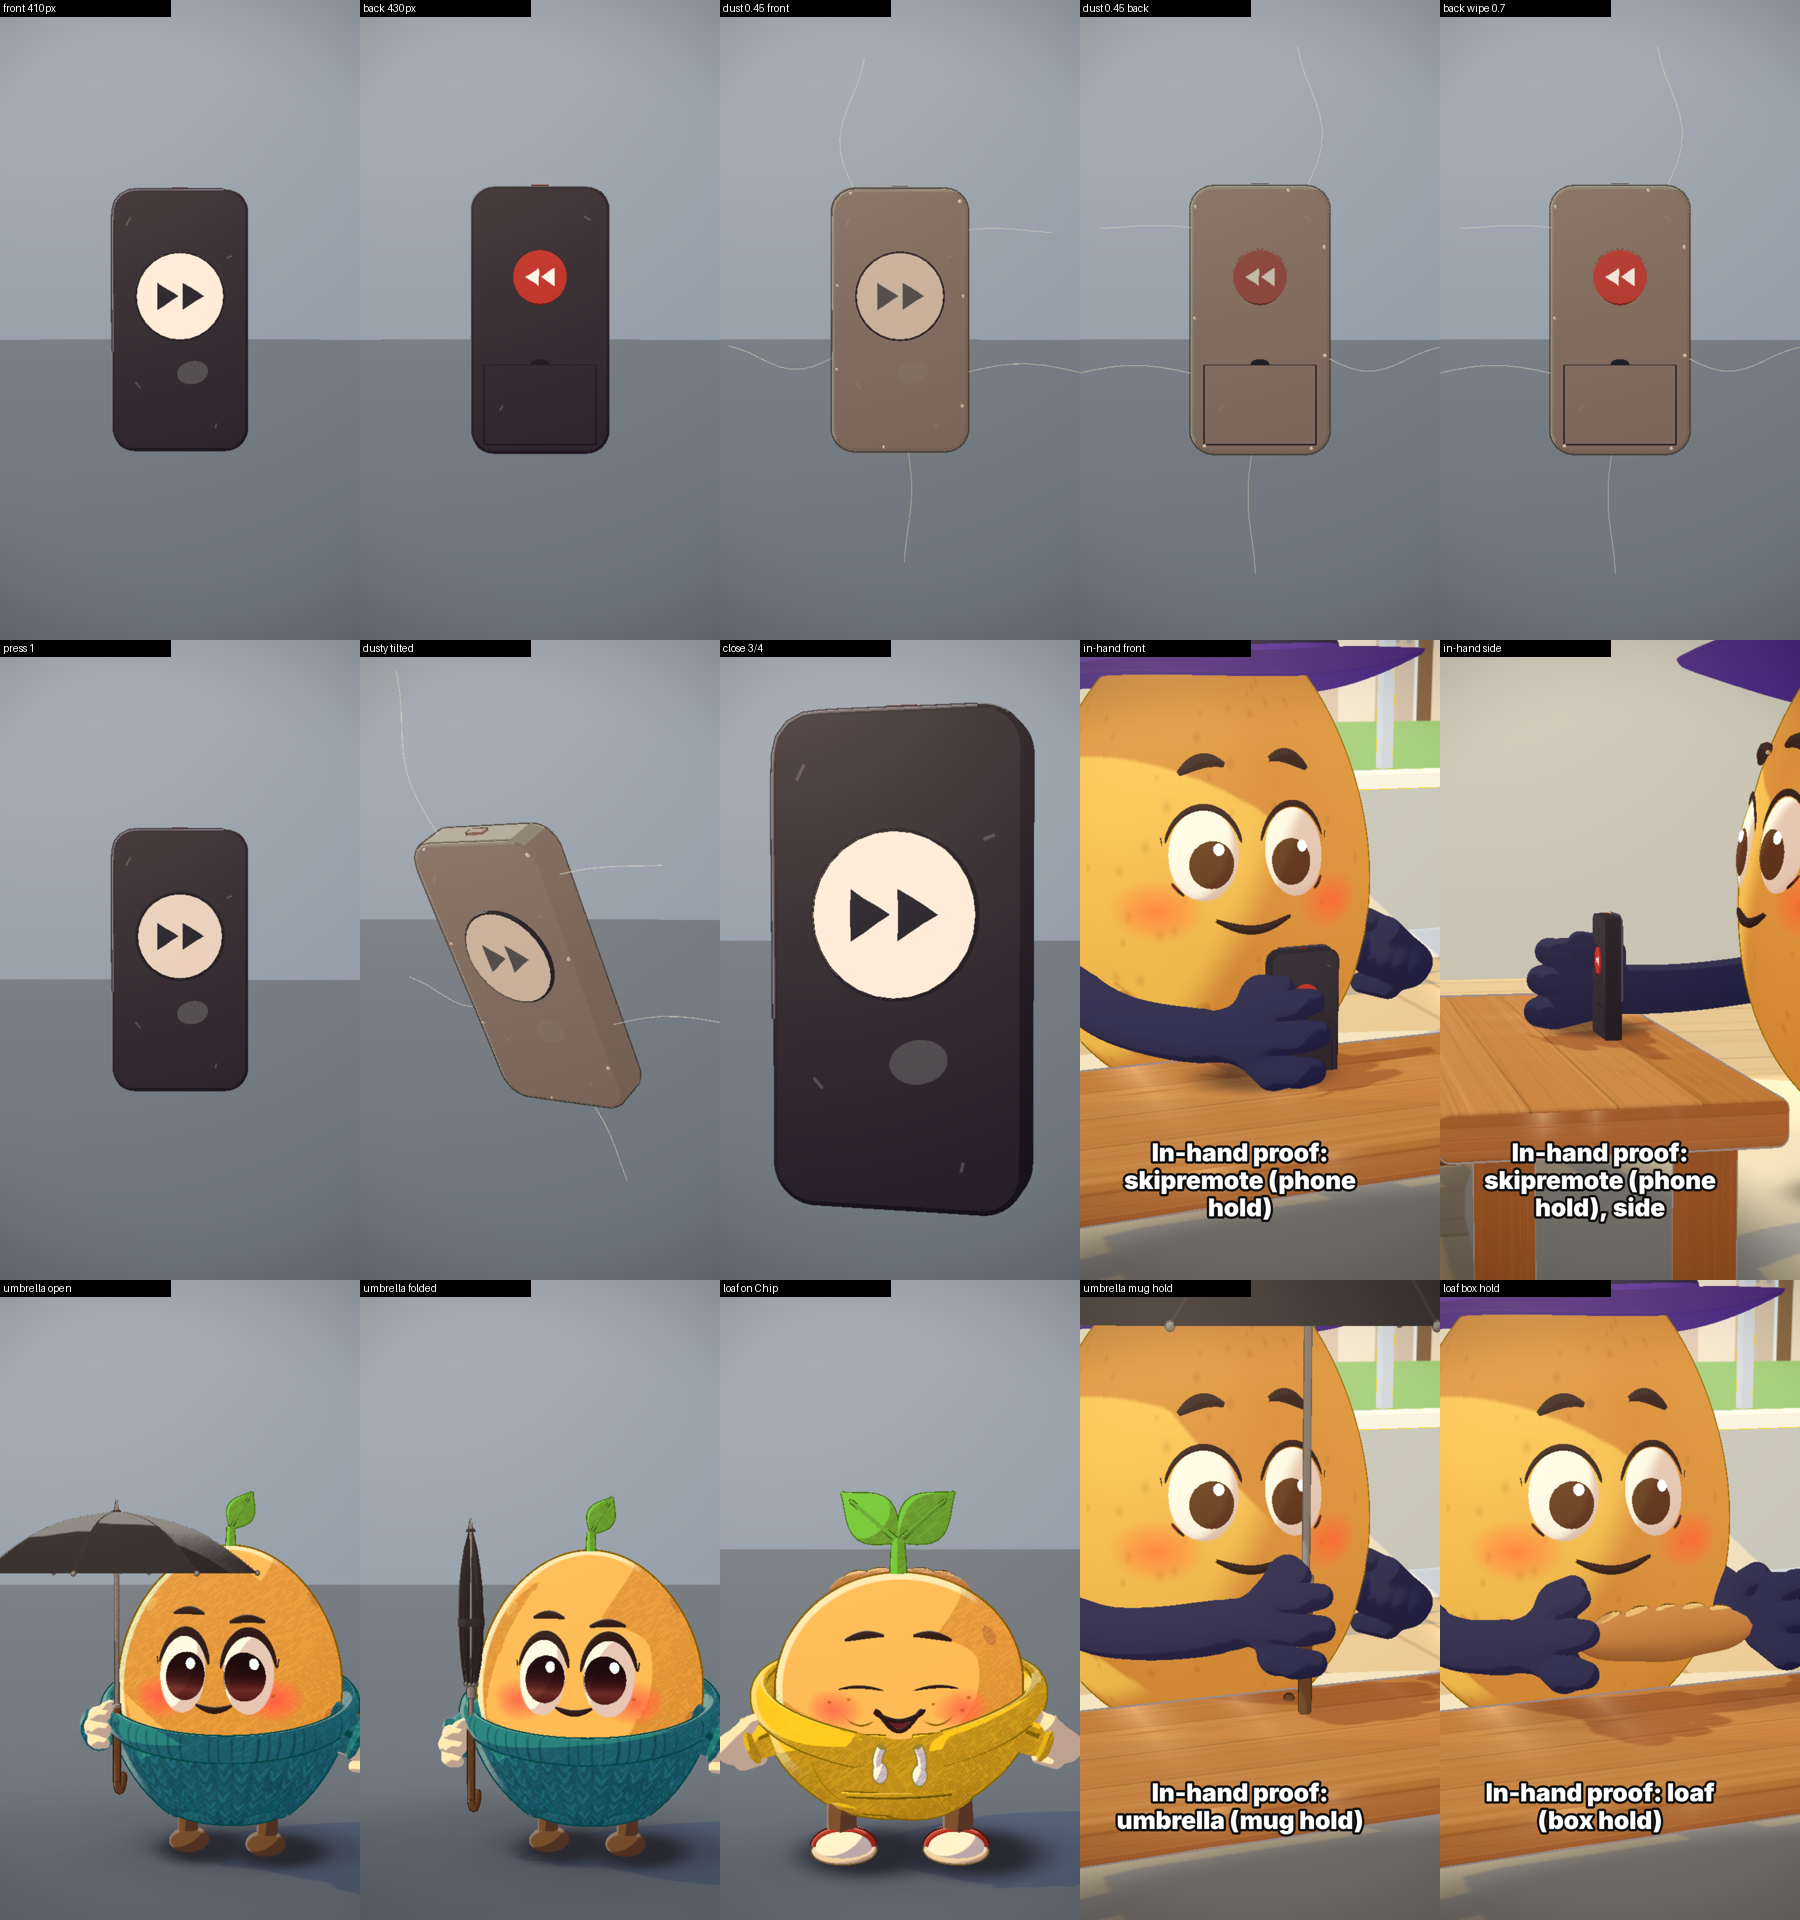 front 410px
back 430px
dust 0.45 front
dust 0.45 back
back wipe 0.7
press 1
dusty tilted
close 3/4
in-hand front
in-hand side
In-hand proof:
skipremote (phone
hold)
In-hand proof:
skipremote (phone
hold), side
umbrella open
umbrella folded
loaf on Chip
umbrella mug hold
loaf box hold
In-hand proof:
umbrella (mug hold)
In-hand proof: loaf
(box hold)